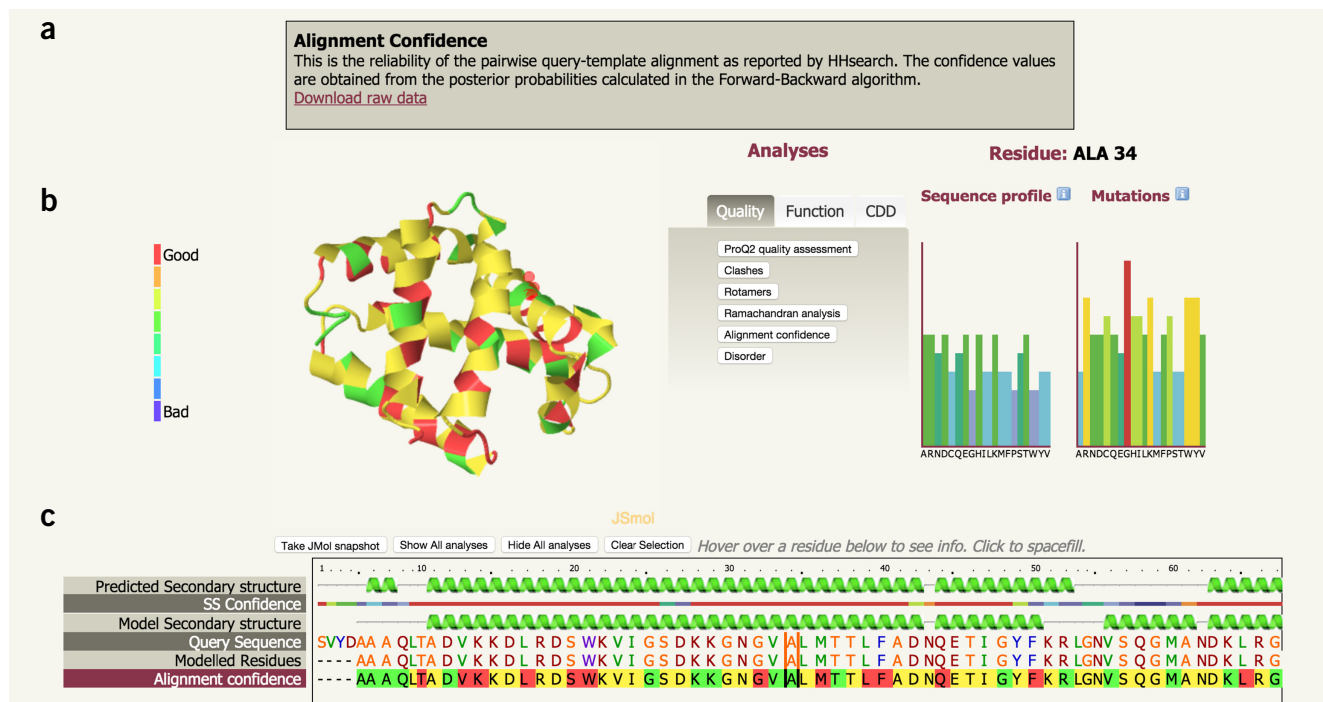 a
Alignment Confidence
This is the reliability of the pairwise query-template alignment as reported by HHsearch. The confidence values
are obtained from the posterior probabilities calculated in the Forward-Backward algorithm.
Download raw data
Analyses
Residue: ALA 34
b
Quality Function CDD
Sequence profile i Mutations i
ProQ2 quality assessment
Clashes
Rotamers
Ramachandran analysis
Alignment confidence
Disorder
Good
Bad
ARNDCQEGHILKMFPSTWYV ARNDCQEGHILKMFPSTWYV
c
JSmol
Take JMol snapshot Show All analyses Hide All analyses Clear Selection Hover over a residue below to see info. Click to spacefill.
1 . . . . . 10 . 20 . 30 . 40 . 50 . 60 .
Predicted Secondary structure
SS Confidence
Model Secondary structure
Query Sequence SVYDAAAQLTADVKKDLRDSWKVIGSDKKGNGVALMTTLFADNQETIGYFKRLGNVSQGMANDKLRG
Modelled Residues ----AAAQLTADVKKDLRDSWKVIGSDKKGNGVALMTTLFADNQETIGYFKRLGNVSQGMANDKLRG
Alignment confidence ----AAAQLTADVKKDLRDSWKVIGSDKKGNGVALMTTLFADNQETIGYFKRLGNVSQGMANDKLRG